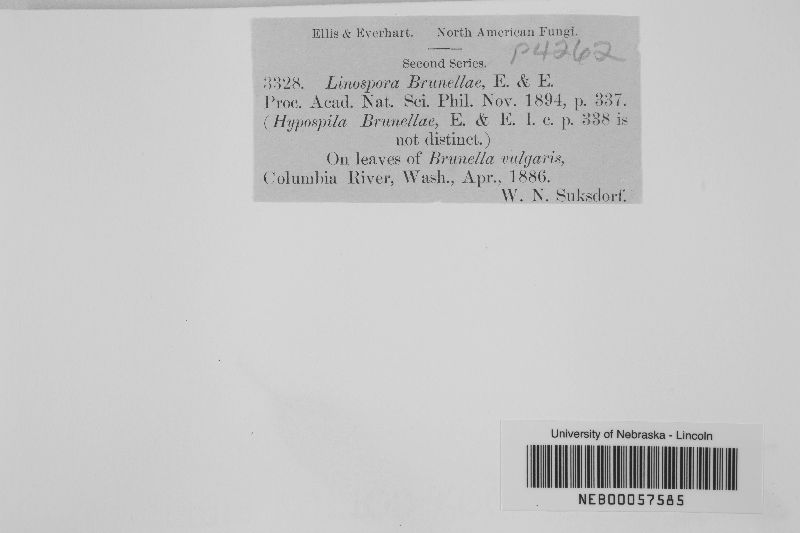 Ellis & Everhart. North American Fungi.
p4262
Second Series.
3328. Linospora Brunellae, E. & E.
Proc. Acad. Nat. Sci. Phil. Nov. 1894, p. 337.
(Hypospila Brunellae, E. & E. l. c. p. 338 is
not distinct.)
On leaves of Brunella vulgaris,
Columbia River, Wash., Apr., 1886.
W. N. Suksdorf.
University of Nebraska - Lincoln
NEB00057585